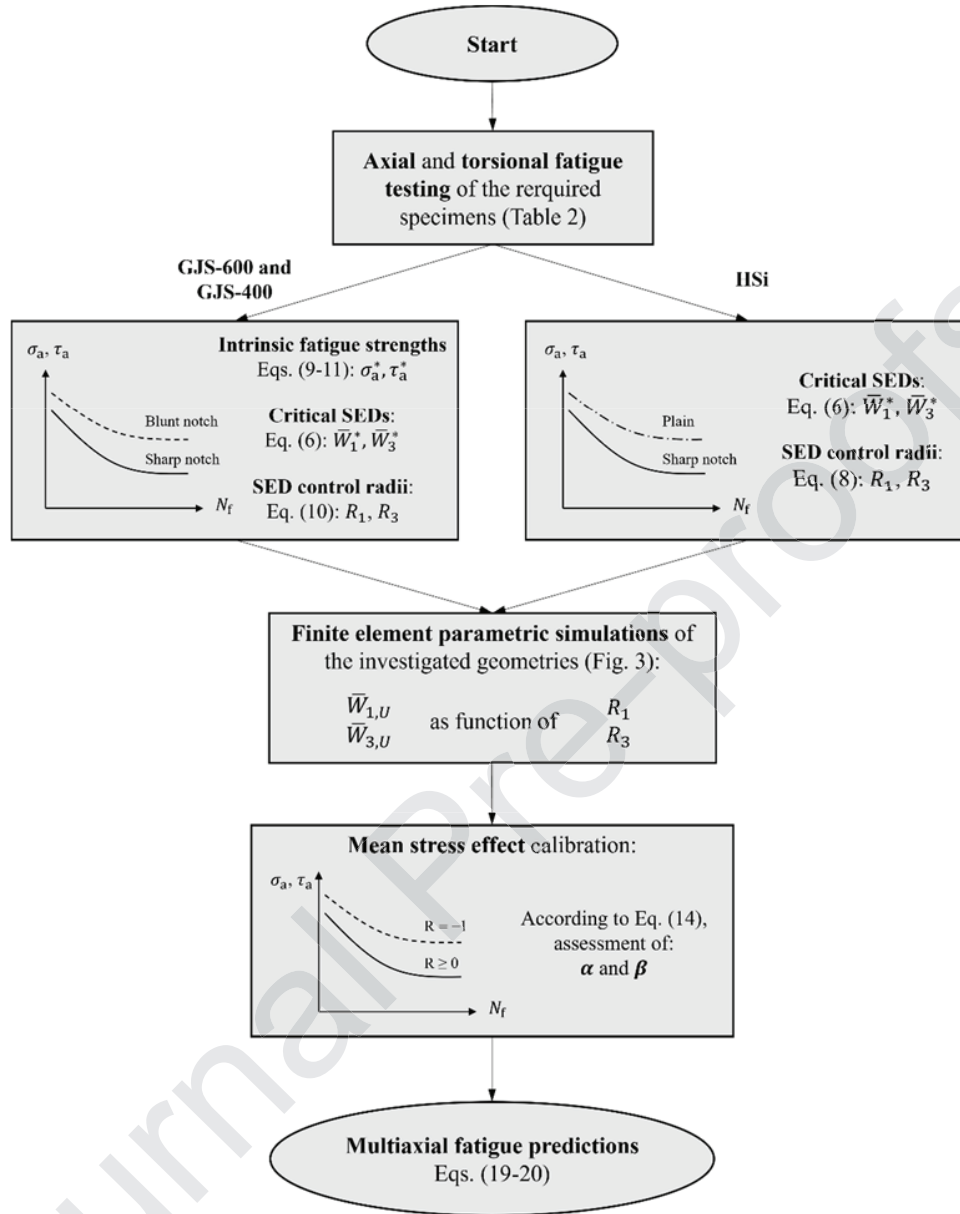 Start
Axial and torsional fatigue
testing of the rerquired
specimens (Table 2)
GJS-600 and
GJS-400
IISi
σa, τa
Blunt notch
Sharp notch
Nf
Intrinsic fatigue strengths
Eqs. (9-11): σa*, τa*
Critical SEDs:
Eq. (6): W̄1*, W̄3*
SED control radii:
Eq. (10): R1, R3
σa, τa
Plain
Sharp notch
Nf
Critical SEDs:
Eq. (6): W̄1*, W̄3*
SED control radii:
Eq. (8): R1, R3
Finite element parametric simulations of
the investigated geometries (Fig. 3):
W̄1,U
W̄3,U
as function of
R1
R3
Mean stress effect calibration:
σa, τa
R = −1
R ≥ 0
Nf
According to Eq. (14),
assessment of:
α and β
Multiaxial fatigue predictions
Eqs. (19-20)
urnal Pre-proofs